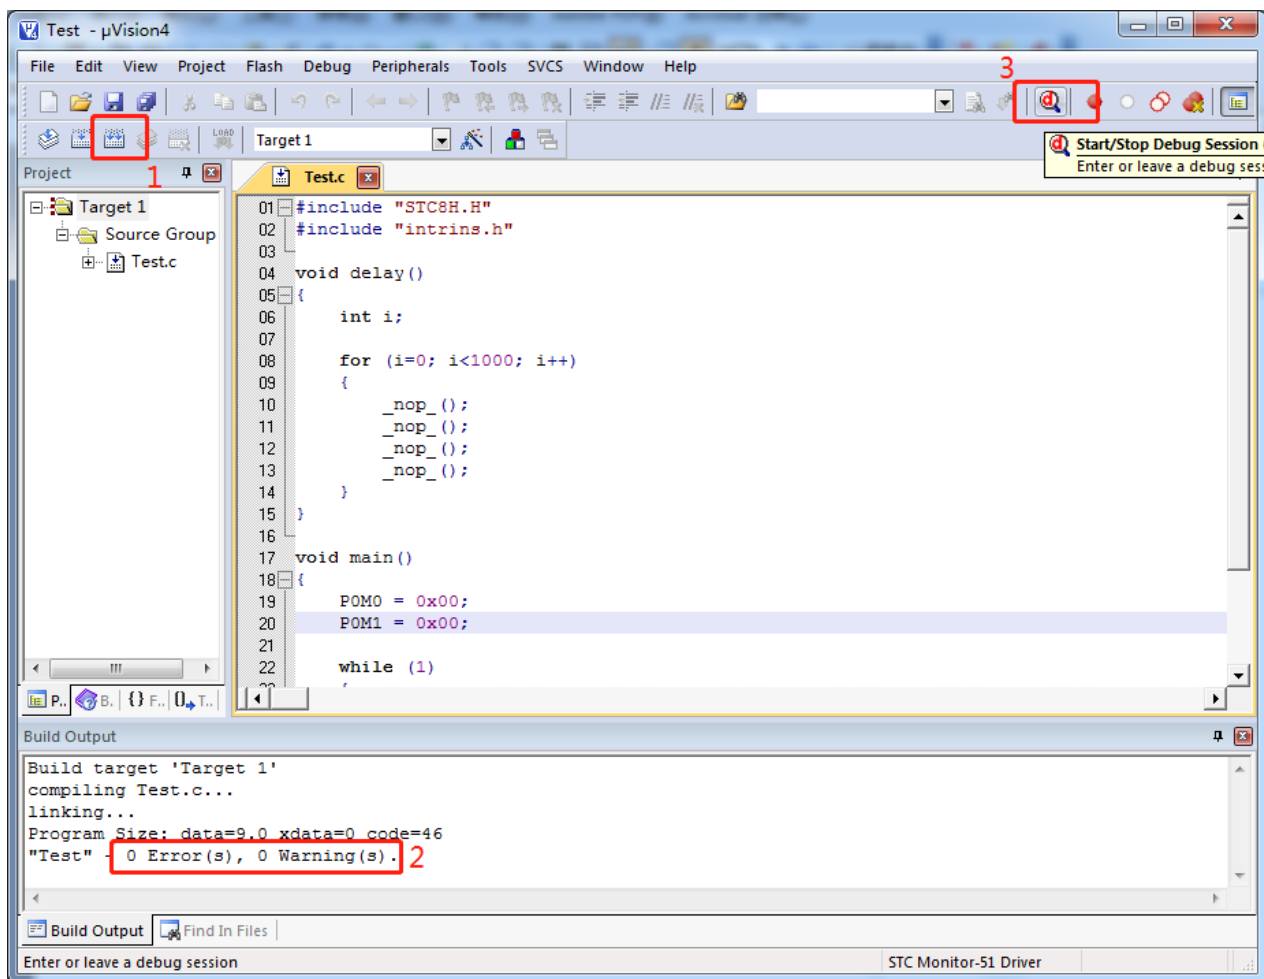 Test - µVision4
File Edit View Project Flash Debug Peripherals Tools SVCS Window Help
3
LOAD
Target 1
Start/Stop Debug Session
Enter or leave a debug
Project
1
Test.c
Target 1
Source Group
Test.c
01 #include "STC8H.H"
02 #include "intrins.h"
03
04 void delay()
05 {
06 int i;
07
08 for (i=0; i<1000; i++)
09 {
10 _nop_();
11 _nop_();
12 _nop_();
13 _nop_();
14 }
15 }
16
17 void main()
18 {
19 P0M0 = 0x00;
20 P0M1 = 0x00;
21
22 while (1)
P.. B. {} F.. 0 T..
Build Output
Build target 'Target 1'
compiling Test.c...
linking...
Program Size: data=9.0 xdata=0 code=46
"Test" - 0 Error(s), 0 Warning(s).
2
Build Output Find In Files
Enter or leave a debug session STC Monitor-51 Driver